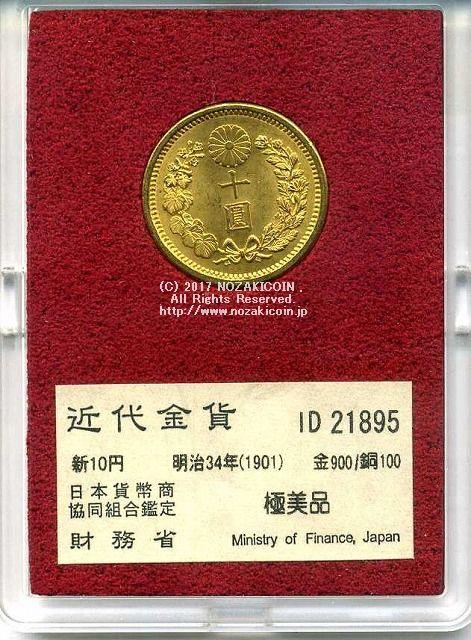 十
圓
(C) 2017 NOZAKICOIN .
All Rights Reserved.
http://www.nozakicoin.jp
近代金貨 ID 21895
新10円 明治34年(1901) 金900/銅100
日本貨幣商
協同組合鑑定 極美品
財務省 Ministry of Finance, Japan